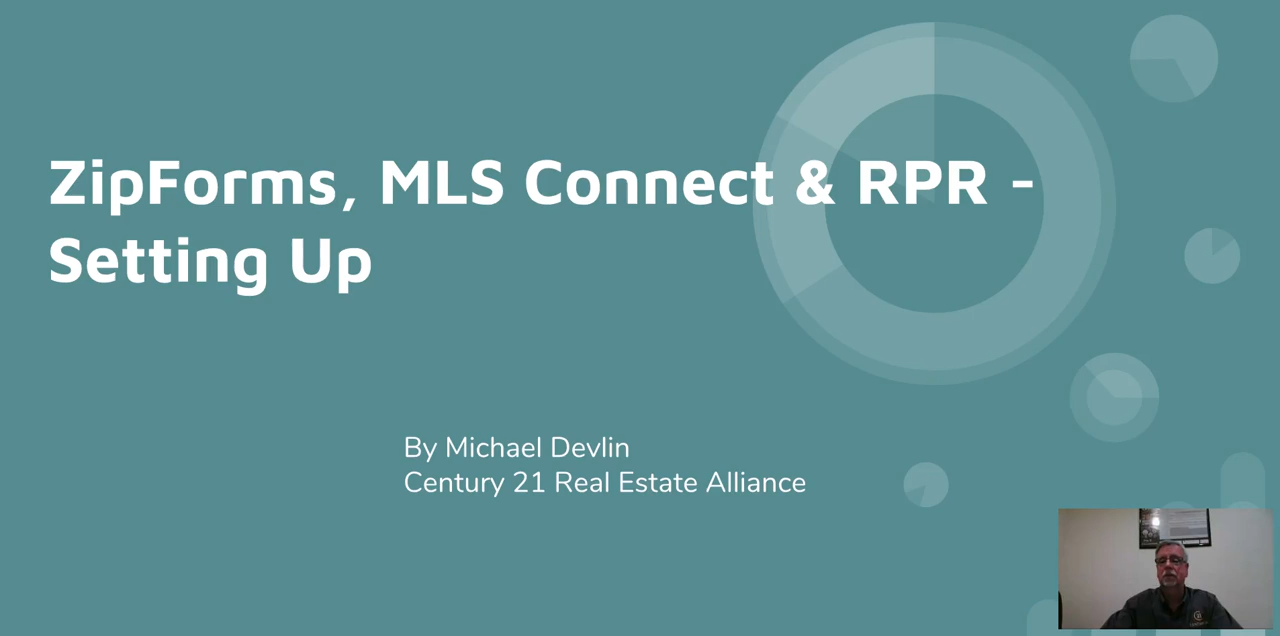 ZipForms, MLS Connect & RPR -
Setting Up
By Michael Devlin
Century 21 Real Estate Alliance